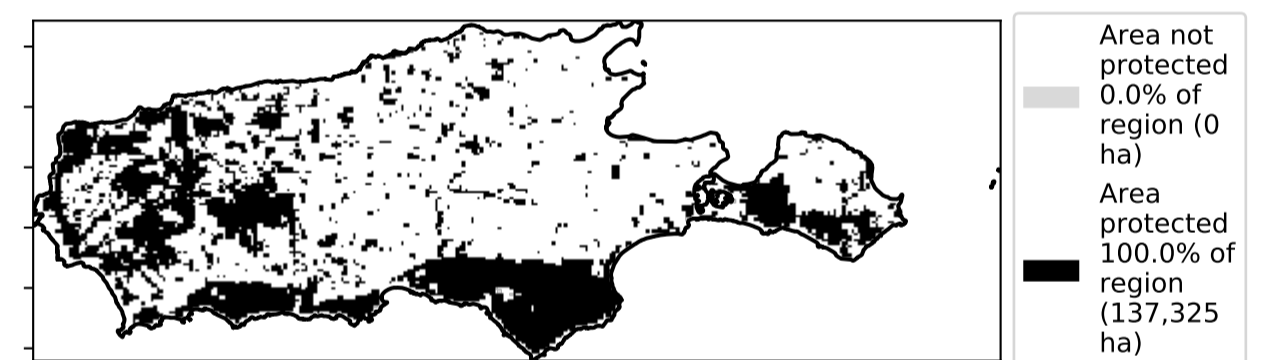 Area not
protected
0.0% of
region (0
ha)
Area
protected
100.0% of
region
(137,325
ha)